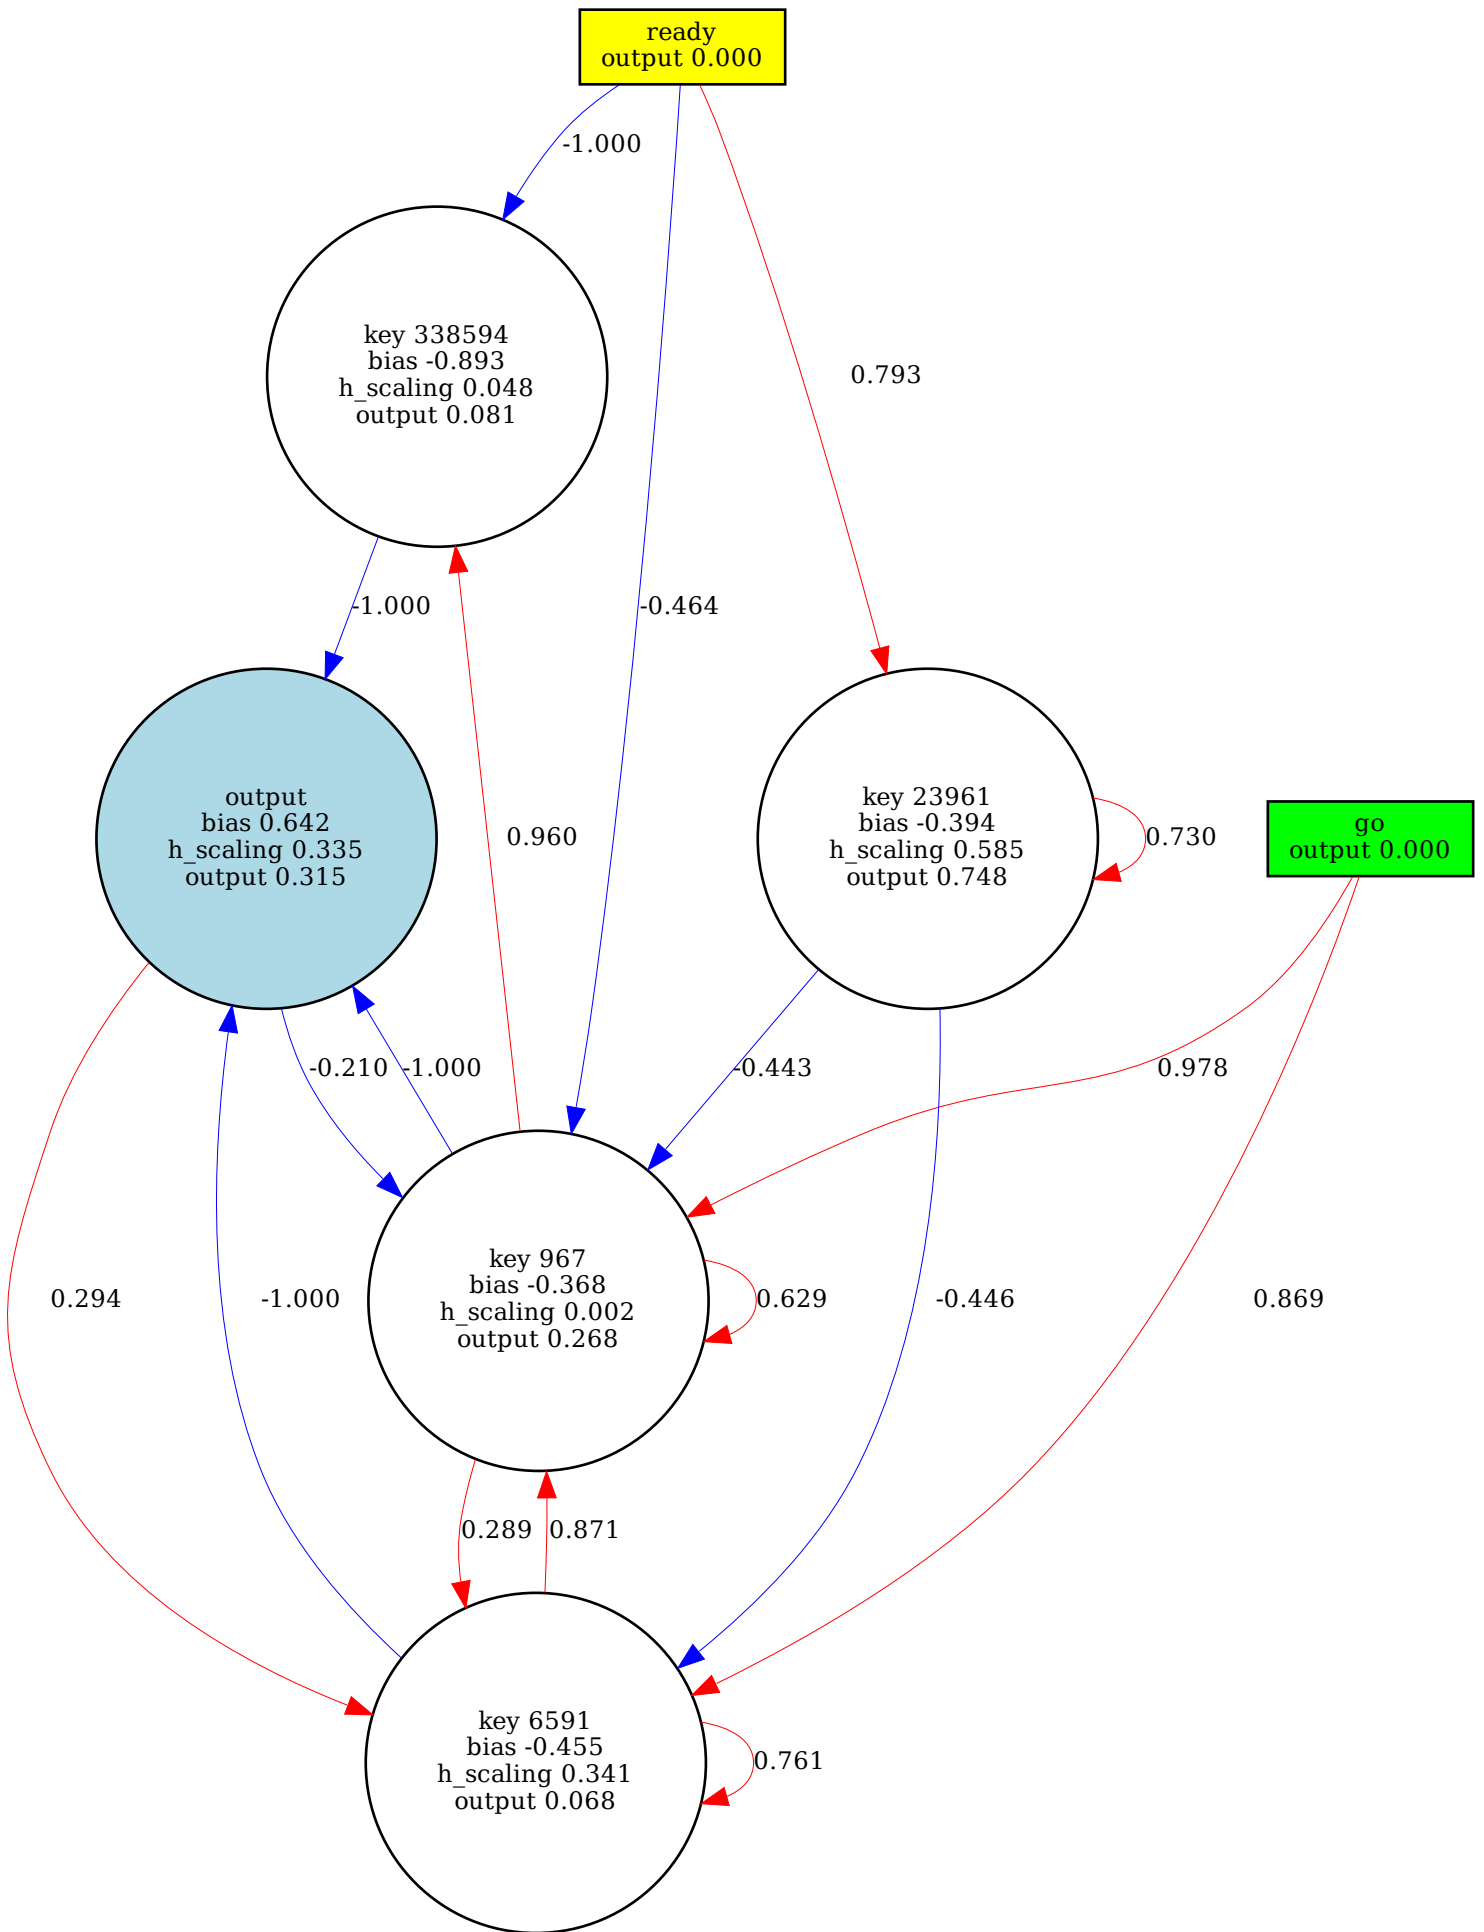 ready
output 0.000
-1.000
key 338594
bias -0.893
h_scaling 0.048
output 0.081
0.793
-1.000
-0.464
output
bias 0.642
h_scaling 0.335
output 0.315
0.960
key 23961
bias -0.394
h_scaling 0.585
output 0.748
0.730
go
output 0.000
-0.210
-1.000
-0.443
0.978
0.294
-1.000
key 967
bias -0.368
h_scaling 0.002
output 0.268
0.629
-0.446
0.869
0.289
0.871
key 6591
bias -0.455
h_scaling 0.341
output 0.068
0.761